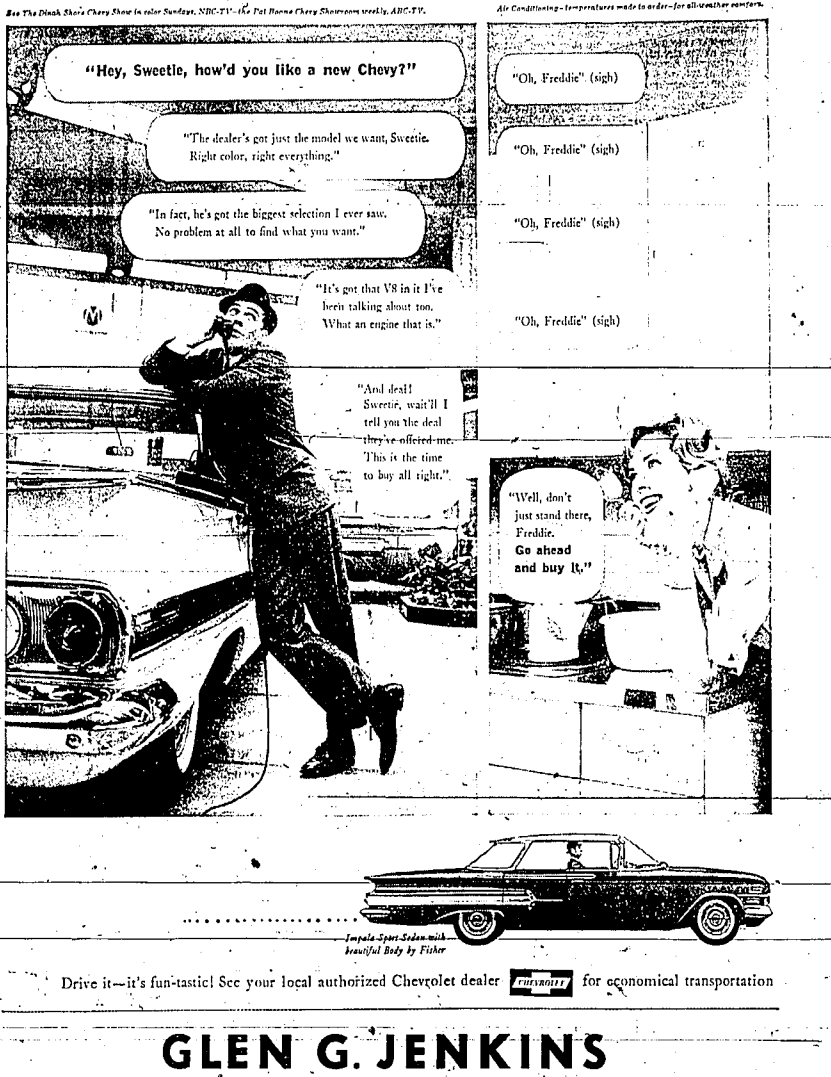 See The Dinah Shore Chevy Show in color Sundays, NBC-TV—the Pat Boone Chevy Showroom weekly, ABC-TV.
Air Conditioning—temperatures made to order—for all-weather comfort.
"Hey, Sweetie, how'd you like a new Chevy?"
"Oh, Freddie" (sigh)
"The dealer's got just the model we want, Sweetie.
Right color, right everything."
"Oh, Freddie" (sigh)
"In fact, he's got the biggest selection I ever saw.
No problem at all to find what you want."
"Oh, Freddie" (sigh)
"It's got that V8 in it I've
been talking about too.
What an engine that is."
"Oh, Freddie" (sigh)
"And deal!
Sweetie, wait'll I
tell you the deal
they've offered me.
This is the time
to buy all right."
"Well, don't
just stand there,
Freddie.
Go ahead
and buy it."
Impala Sport Sedan with
beautiful Body by Fisher
Drive it—it's fun-tastic! See your local authorized Chevrolet dealer CHEVROLET for economical transportation
GLEN G. JENKINS